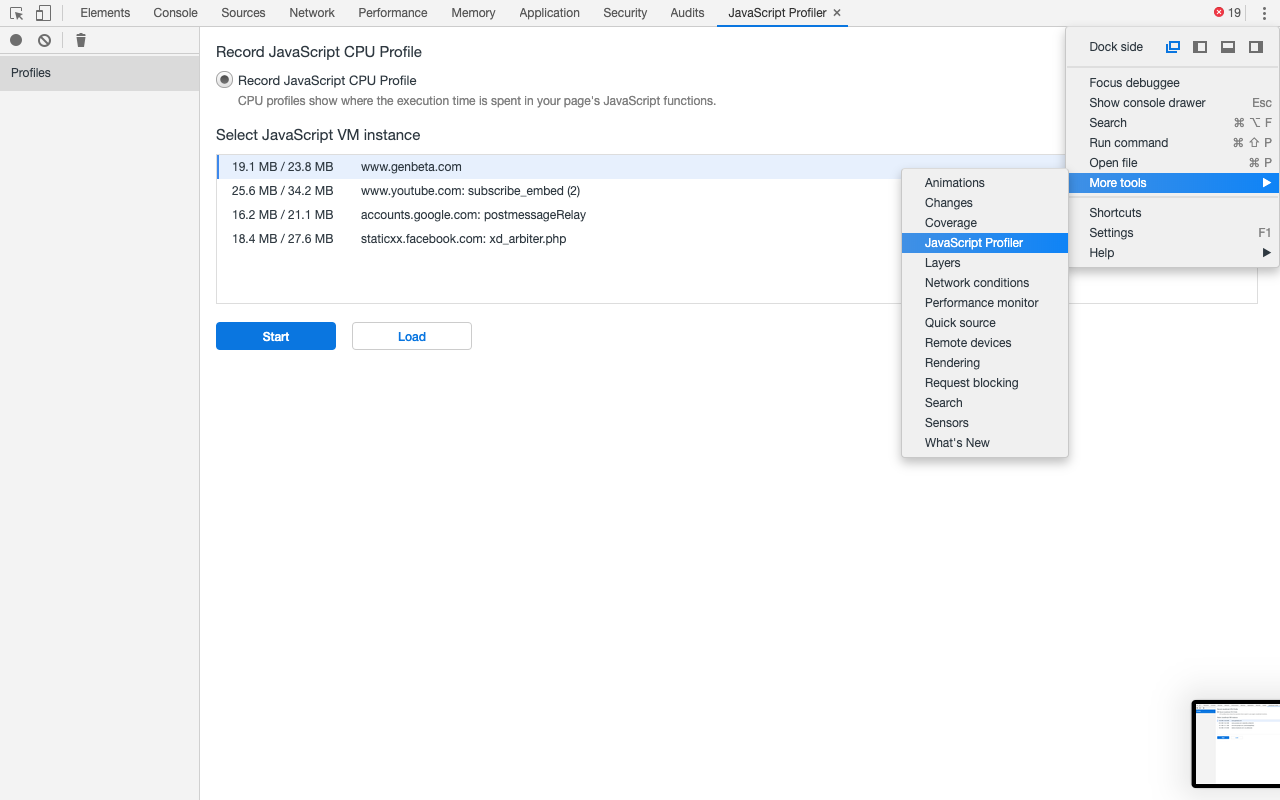 Elements Console Sources Network Performance Memory Application Security Audits JavaScript Profiler × 19
Profiles
Record JavaScript CPU Profile
Record JavaScript CPU Profile
CPU profiles show where the execution time is spent in your page's JavaScript functions.
Select JavaScript VM instance
19.1 MB / 23.8 MB www.genbeta.com
25.6 MB / 34.2 MB www.youtube.com: subscribe_embed (2)
16.2 MB / 21.1 MB accounts.google.com: postmessageRelay
18.4 MB / 27.6 MB staticxx.facebook.com: xd_arbiter.php
Start Load
Dock side
Focus debuggee
Show console drawer Esc
Search ⌘ ⌥ F
Run command ⌘ ⇧ P
Open file ⌘ P
More tools
Shortcuts
Settings F1
Help
Animations
Changes
Coverage
JavaScript Profiler
Layers
Network conditions
Performance monitor
Quick source
Remote devices
Rendering
Request blocking
Search
Sensors
What's New